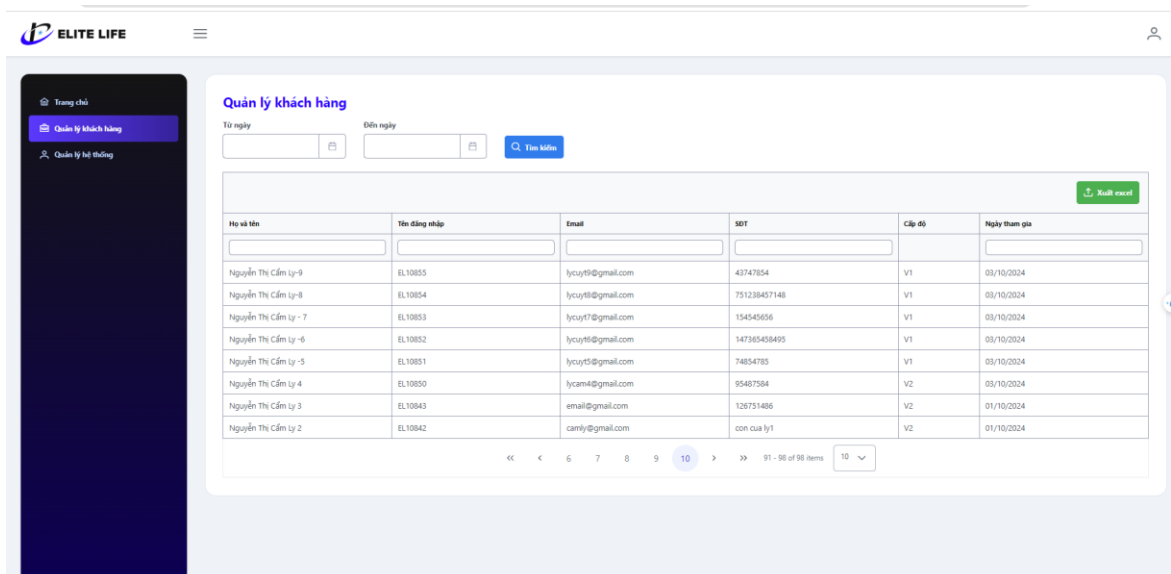 ELITE LIFE
Trang chủ
Quản lý khách hàng
Quản lý hệ thống
Quản lý khách hàng
Từ ngày Đến ngày
Tìm kiếm
Xuất excel
Họ và tên Tên đăng nhập Email SĐT Cấp độ Ngày tham gia
Nguyễn Thị Cẩm Ly-9 EL10855 lycuyt9@gmail.com 43747854 V1 03/10/2024
Nguyễn Thị Cẩm Ly-8 EL10854 lycuyt8@gmail.com 751238457148 V1 03/10/2024
Nguyễn Thị Cẩm Ly - 7 EL10853 lycuyt7@gmail.com 154545656 V1 03/10/2024
Nguyễn Thị Cẩm Ly -6 EL10852 lycuyt6@gmail.com 147365458495 V1 03/10/2024
Nguyễn Thị Cẩm Ly -5 EL10851 lycuyt5@gmail.com 74854785 V1 03/10/2024
Nguyễn Thị Cẩm Ly 4 EL10850 lycam4@gmail.com 95487584 V2 03/10/2024
Nguyễn Thị Cẩm Ly 3 EL10843 email@gmail.com 126751486 V2 01/10/2024
Nguyễn Thị Cẩm Ly 2 EL10842 camly@gmail.com con cua ly1 V2 01/10/2024
<< < 6 7 8 9 10 > >> 91 - 98 of 98 items 10